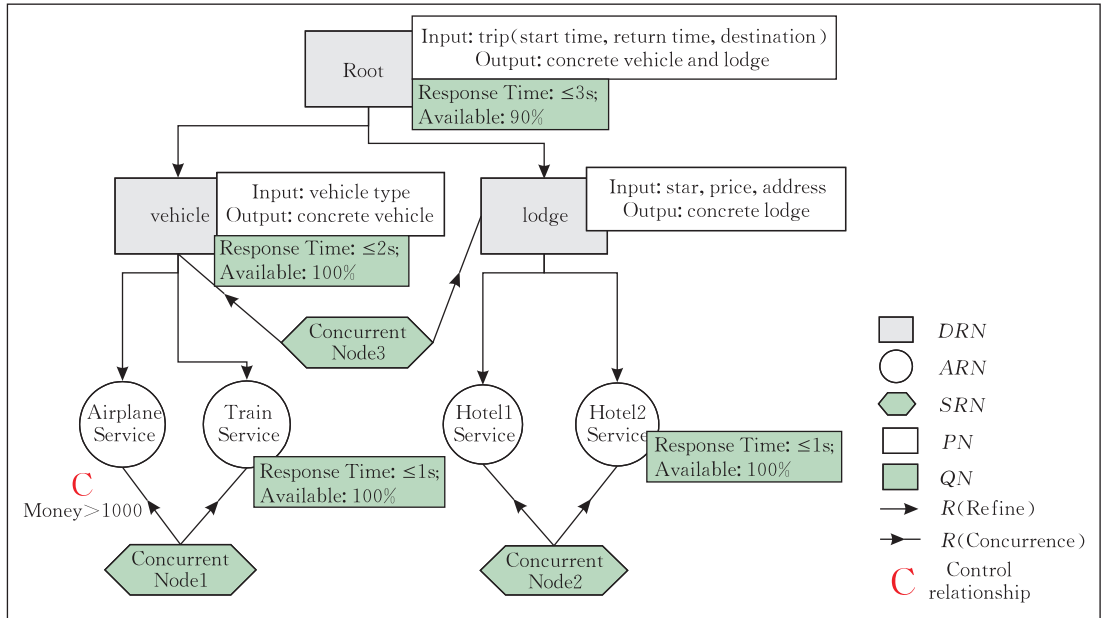 Root
Input: trip(start time, return time, destination)
Output: concrete vehicle and lodge
Response Time: ≤3s;
Available: 90%
vehicle
Input: vehicle type
Output: concrete vehicle
Response Time: ≤2s;
Available: 100%
lodge
Input: star, price, address
Outpu: concrete lodge
Concurrent
Node3
Airplane
Service
Train
Service
Hotel1
Service
Hotel2
Service
Response Time: ≤1s;
Available: 100%
Response Time: ≤1s;
Available: 100%
C
Money>1000
Concurrent
Node1
Concurrent
Node2
DRN
ARN
SRN
PN
QN
R(Refine)
R(Concurrence)
C Control
relationship